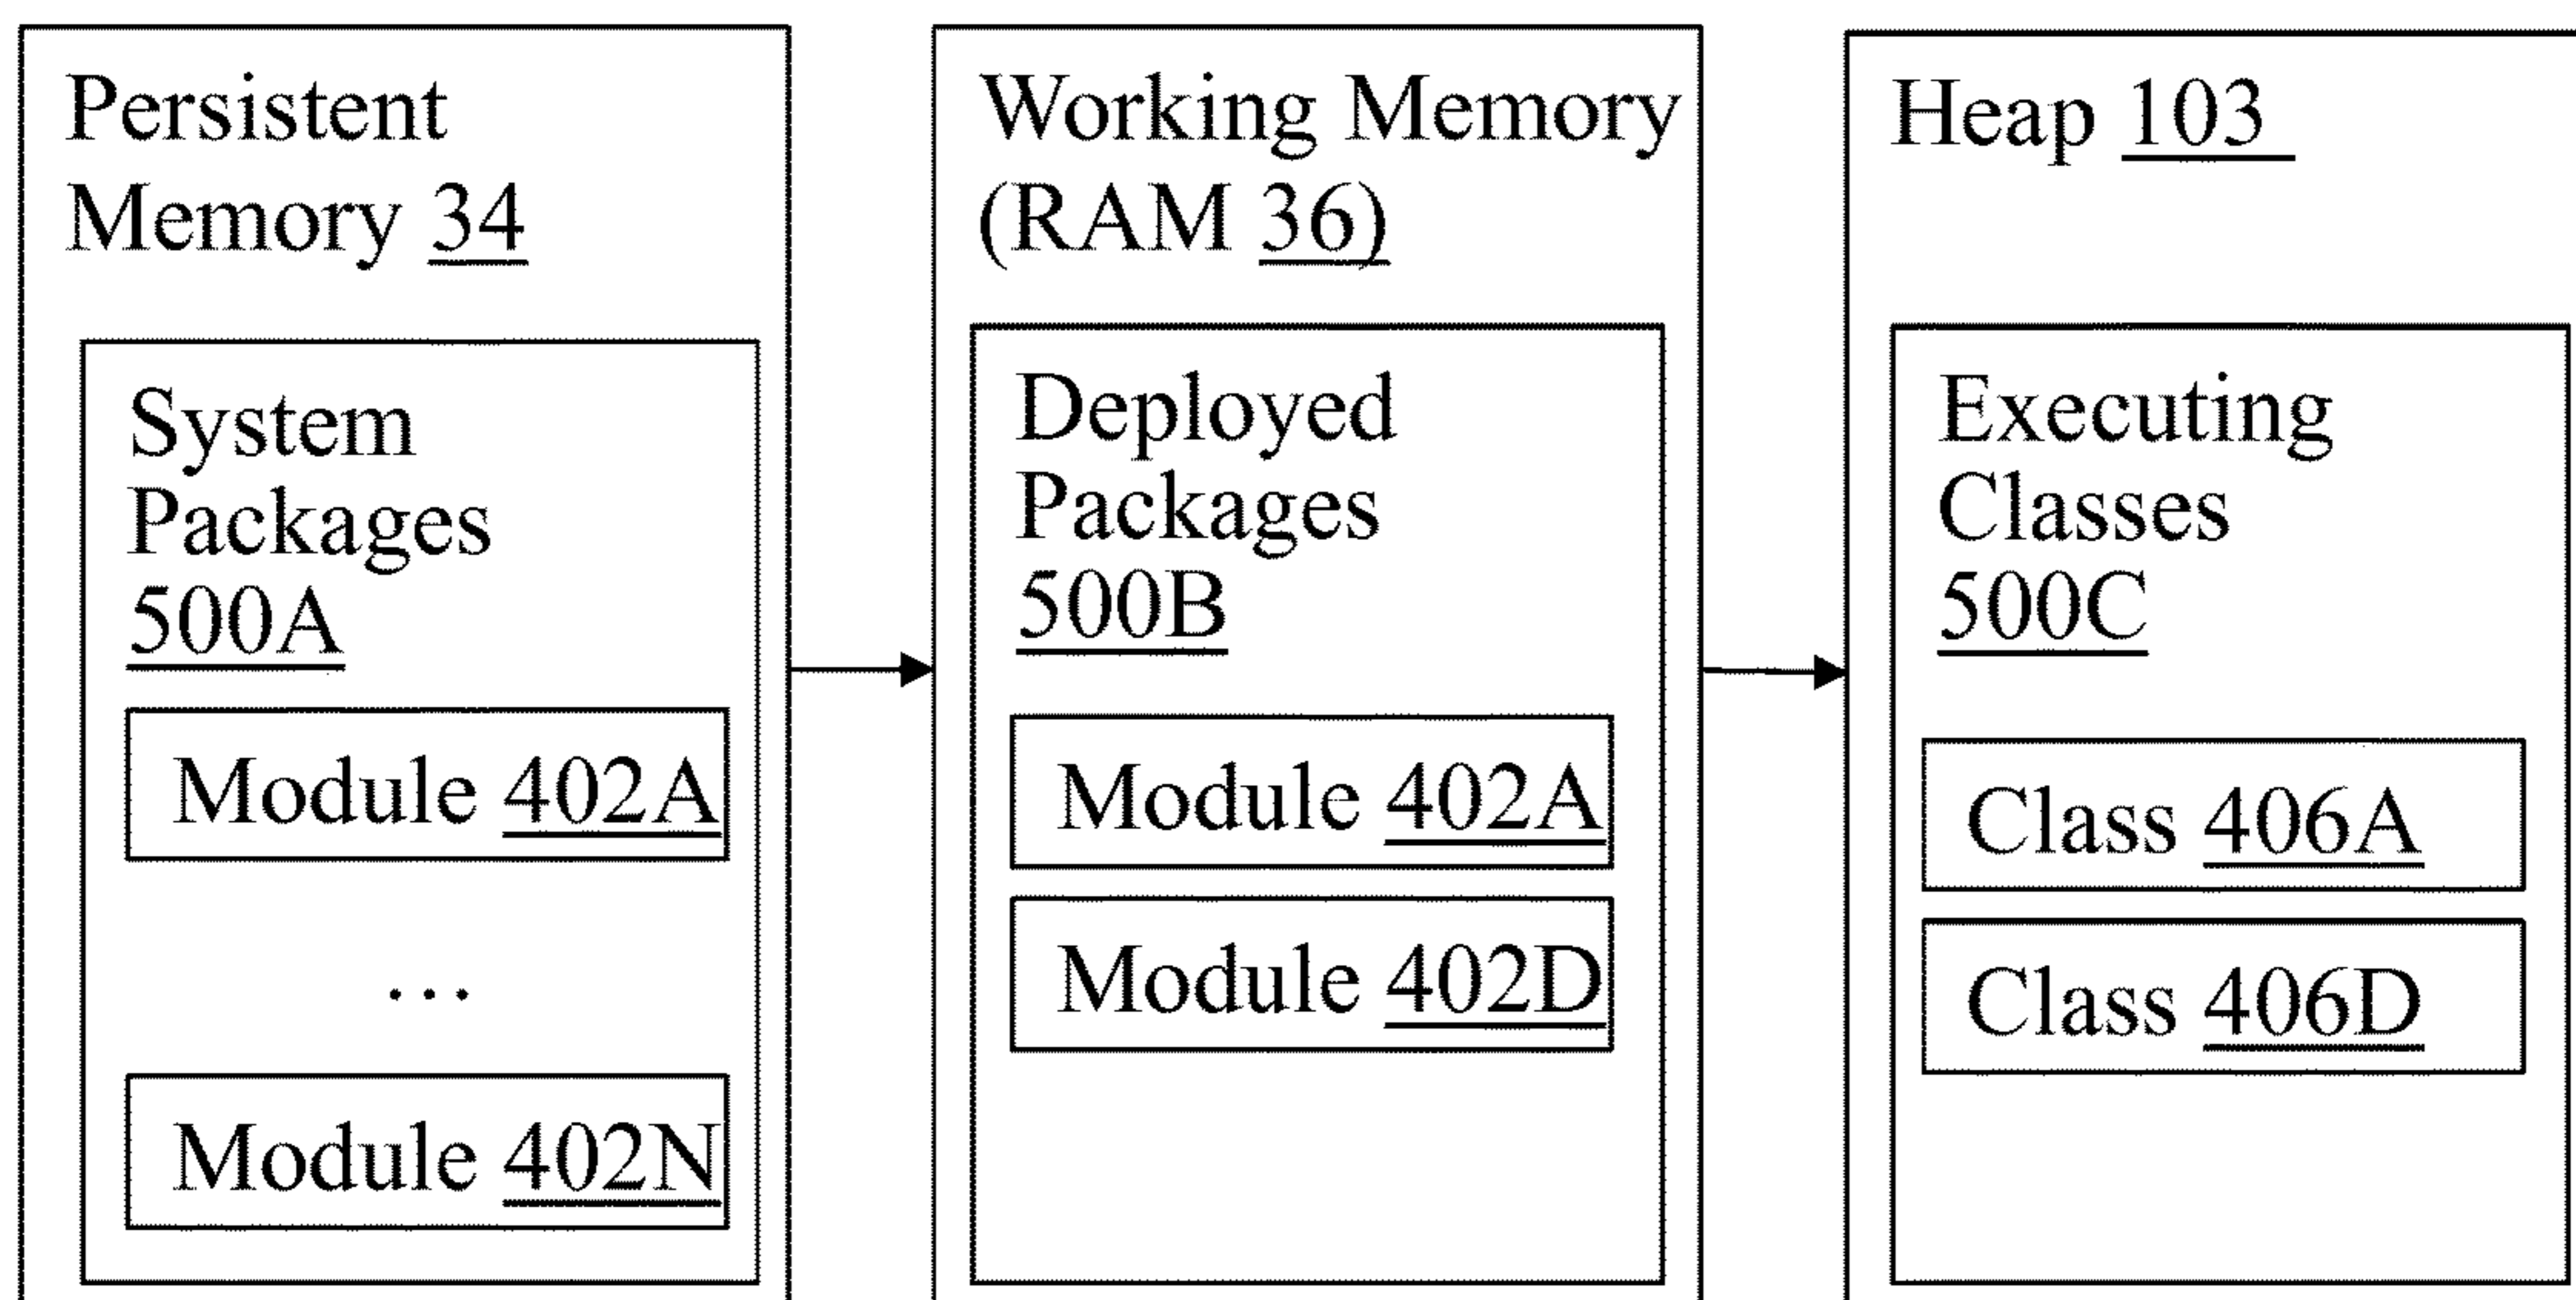 Persistent
Memory 34
System
Packages
500A
Module 402A
...
Module 402N
Working Memory
(RAM 36)
Deployed
Packages
500B
Module 402A
Module 402D
Heap 103
Executing
Classes
500C
Class 406A
Class 406D